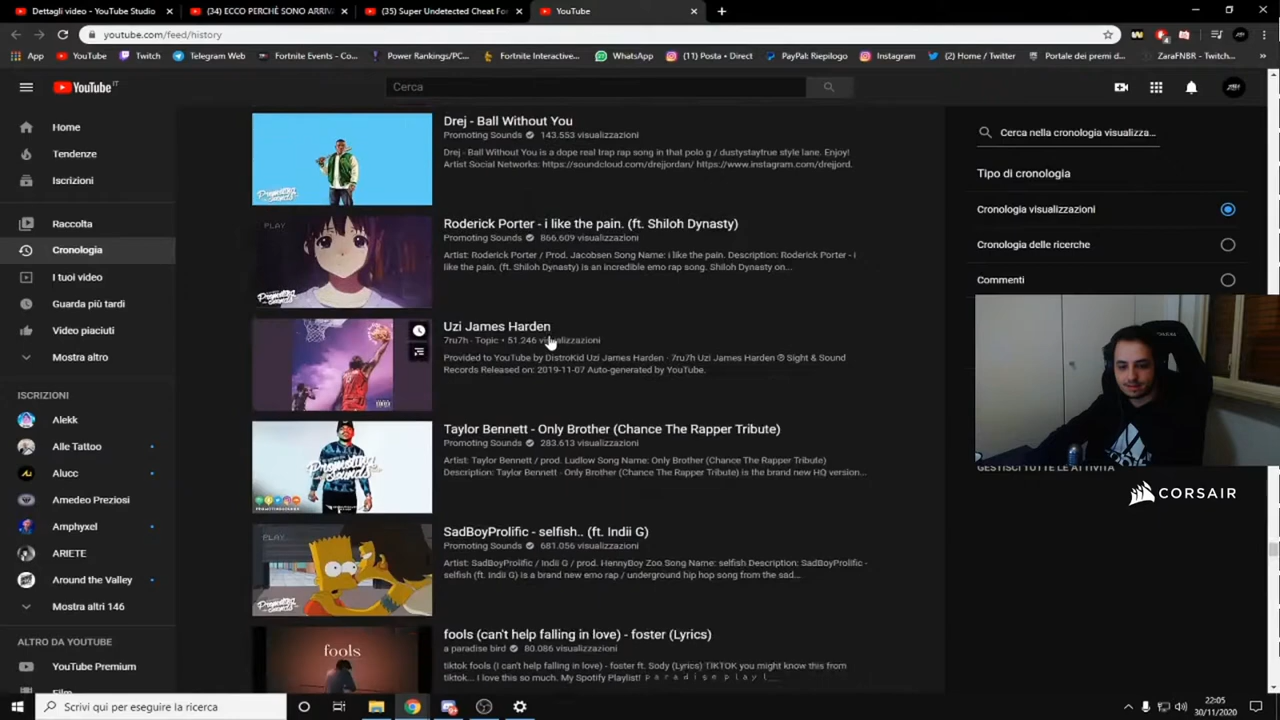 Dettagli video - YouTube Studio
(34) ECCO PERCHÈ SONO ARRIV
(35) Super Undetected Cheat For
YouTube
youtube.com/feed/history
App
YouTube
Twitch
Telegram Web
Fortnite Events - Co...
Power Rankings/PC...
Fortnite Interactive...
WhatsApp
(11) Posta • Direct
PayPal: Riepilogo
Instagram
(2) Home / Twitter
Portale dei premi d...
ZaraFNBR - Twitch...
YouTube IT
Cerca
Home
Tendenze
Iscrizioni
Raccolta
Cronologia
I tuoi video
Guarda più tardi
Video piaciuti
Mostra altro
ISCRIZIONI
Alekk
Alle Tattoo
Alucc
Amedeo Preziosi
Amphyxel
ARIETE
Around the Valley
Mostra altri 146
ALTRO DA YOUTUBE
YouTube Premium
Film
Drej - Ball Without You
Promoting Sounds 143.553 visualizzazioni
Drej - Ball Without You is a dope real trap rap song in that polo g / dustystaytrue style lane. Enjoy!
Artist Social Networks: https://soundcloud.com/drejjordan/ https://www.instagram.com/drejjord.
PLAY
Roderick Porter - i like the pain. (ft. Shiloh Dynasty)
Promoting Sounds 866.609 visualizzazioni
Artist: Roderick Porter / Prod. Jacobsen Song Name: i like the pain. Description: Roderick Porter - i
like the pain. (ft. Shiloh Dynasty) is an incredible emo rap song. Shiloh Dynasty on...
Uzi James Harden
7ru7h - Topic • 51.246 visualizzazioni
Provided to YouTube by DistroKid Uzi James Harden · 7ru7h Uzi James Harden ℗ Sight & Sound
Records Released on: 2019-11-07 Auto-generated by YouTube.
Promoting Sounds
Taylor Bennett - Only Brother (Chance The Rapper Tribute)
Promoting Sounds 283.613 visualizzazioni
Artist: Taylor Bennett / prod. Ludlow Song Name: Only Brother (Chance The Rapper Tribute)
Description: Taylor Bennett - Only Brother (Chance The Rapper Tribute) is the brand new HQ version...
PLAY
SadBoyProlific - selfish.. (ft. Indii G)
Promoting Sounds 681.056 visualizzazioni
Artist: SadBoyProlific / Indii G / prod. HennyBoy Zoo Song Name: selfish Description: SadBoyProlific -
selfish (ft. Indii G) is a brand new emo rap / underground hip hop song from the sad...
fools
fools (can't help falling in love) - foster (Lyrics)
a paradise bird 80.086 visualizzazioni
tiktok fools (I can't help falling in love) - foster ft. Sody (Lyrics) TIKTOK you might know this from
tiktok... I love this so much. My Spotify Playlist! p a r a d i s e p l a y l...
Cerca nella cronologia visualizza...
Tipo di cronologia
Cronologia visualizzazioni
Cronologia delle ricerche
Commenti
GESTISCI TUTTE LE ATTIVITÀ
CORSAIR
Scrivi qui per eseguire la ricerca
22:05
30/11/2020